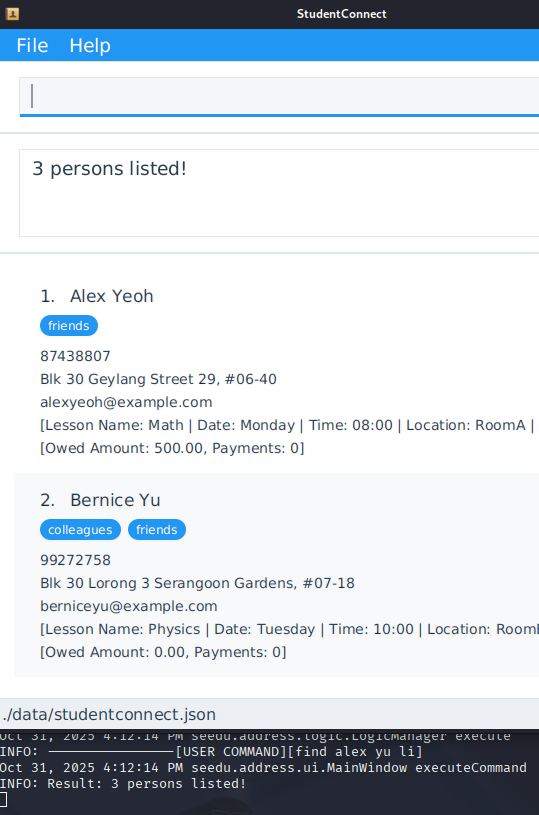 StudentConnect
File Help
3 persons listed!
1. Alex Yeoh
friends
87438807
Blk 30 Geylang Street 29, #06-40
alexyeoh@example.com
[Lesson Name: Math | Date: Monday | Time: 08:00 | Location: RoomA |
[Owed Amount: 500.00, Payments: 0]
2. Bernice Yu
colleagues friends
99272758
Blk 30 Lorong 3 Serangoon Gardens, #07-18
berniceyu@example.com
[Lesson Name: Physics | Date: Tuesday | Time: 10:00 | Location: Room
[Owed Amount: 0.00, Payments: 0]
./data/studentconnect.json
Oct 31, 2025 4:12:14 PM seedu.address.logic.LogicManager execute
INFO: ----------------[USER COMMAND][find alex yu li]
Oct 31, 2025 4:12:14 PM seedu.address.ui.MainWindow executeCommand
INFO: Result: 3 persons listed!